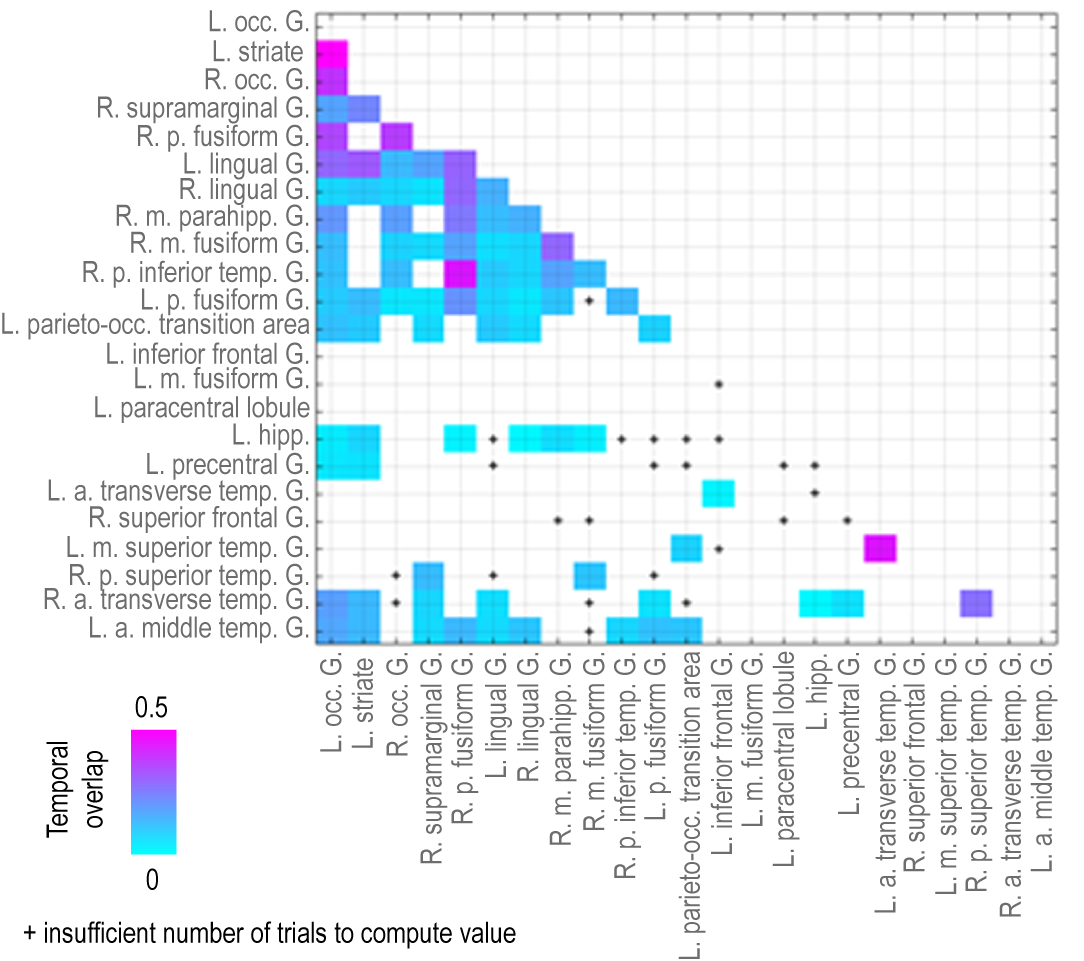 L. occ. G.
L. striate
R. occ. G.
R. supramarginal G.
R. p. fusiform G.
L. lingual G.
R. lingual G.
R. m. parahipp. G.
R. m. fusiform G.
R. p. inferior temp. G.
L. p. fusiform G.
L. parieto-occ. transition area
L. inferior frontal G.
L. m. fusiform G.
L. paracentral lobule
L. hipp.
L. precentral G.
L. a. transverse temp. G.
R. superior frontal G.
L. m. superior temp. G.
R. p. superior temp. G.
R. a. transverse temp. G.
L. a. middle temp. G.
L. occ. G.
L. striate
R. occ. G.
R. supramarginal G.
R. p. fusiform G.
L. lingual G.
R. lingual G.
R. m. parahipp. G.
R. m. fusiform G.
R. p. inferior temp. G.
L. p. fusiform G.
L. parieto-occ. transition area
L. inferior frontal G.
L. m. fusiform G.
L. paracentral lobule
L. hipp.
L. precentral G.
L. a. transverse temp. G.
R. superior frontal G.
L. m. superior temp. G.
R. p. superior temp. G.
R. a. transverse temp. G.
L. a. middle temp. G.
0.5
Temporal
overlap
0
+ insufficient number of trials to compute value